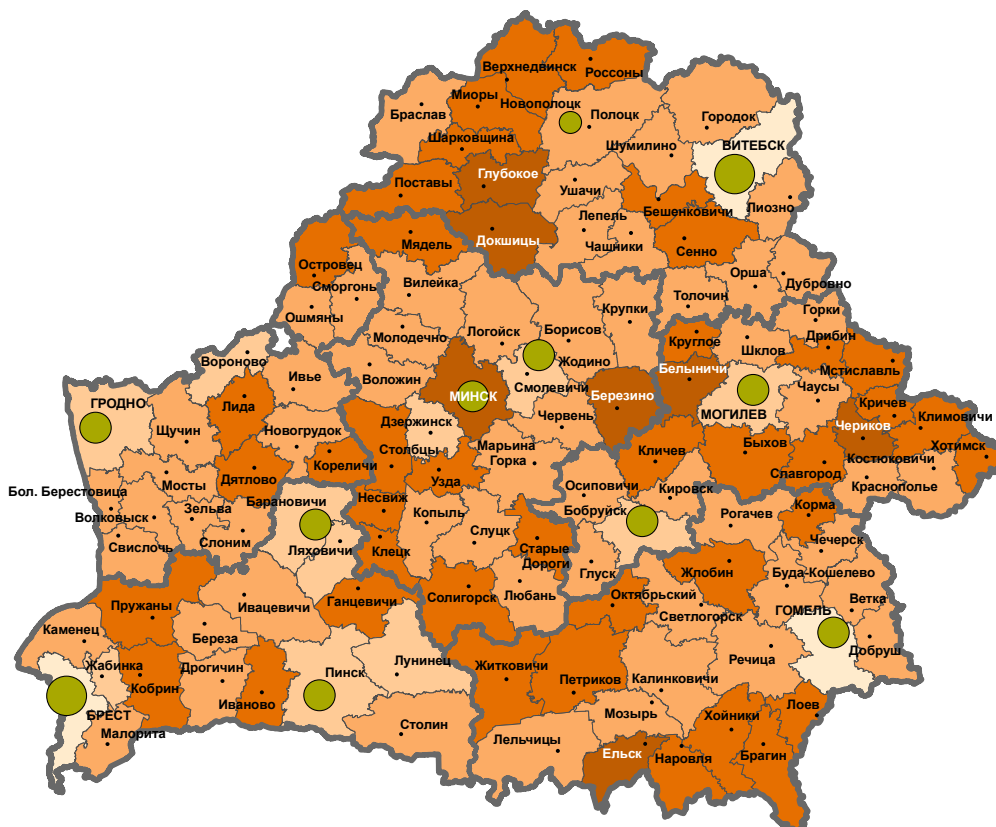 Верхнедвинск
Россоны
Миоры
Новополоцк
Браслав
Полоцк
Городок
Шарковщина
Шумилино
ВИТЕБСК
Глубокое
Поставы
Ушачи
Бешенковичи
Лиозно
Лепель
Докшицы
Чашники
Мядель
Сенно
Островец
Орша
Дубровно
Сморгонь
Вилейка
Толочин
Ошмяны
Крупки
Горки
Логойск
Борисов
Молодечно
Круглое
Дрибин
Шклов
Вороново
Жодино
Мстиславль
Воложин
Белыничи
Ивье
Смолевичи
Чаусы
МИНСК
Березино
ГРОДНО
Лида
МОГИЛЕВ
Кричев
Климовичи
Червень
Дзержинск
Чериков
Новогрудок
Щучин
Марьина
Горка
Быхов
Хотимск
Столбцы
Кличев
Кореличи
Костюковичи
Славгород
Дятлово
Узда
Мосты
Осиповичи
Кировск
Краснополье
Бол. Берестовица
Барановичи
Несвиж
Бобруйск
Зельва
Корма
Волковыск
Копыль
Рогачев
Слуцк
Клецк
Чечерск
Свислочь
Слоним
Ляховичи
Старые
Дороги
Глуск
Жлобин
Буда-Кошелево
Ивацевичи
Ганцевичи
Солигорск
Любань
Октябрьский
Пружаны
Светлогорск
ГОМЕЛЬ
Ветка
Каменец
Береза
Добруш
Жабинка
Дрогичин
Пинск
Лунинец
Житковичи
Речица
Кобрин
Петриков
Калинковичи
Иваново
Лоев
БРЕСТ
Мозырь
Хойники
Столин
Малорита
Лельчицы
Ельск
Наровля
Брагин